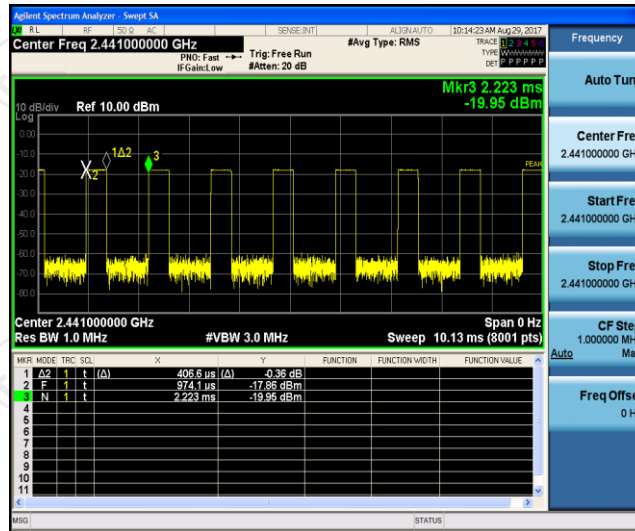 Agilent Spectrum Analyzer - Swept SA
RL RF 50 Ω AC SENSE:INT ALIGN AUTO 10:14:23 AM Aug 29, 2017
Center Freq 2.441000000 GHz
PNO: Fast
IFGain:Low
Trig: Free Run
#Atten: 20 dB
#Avg Type: RMS
TRACE 1 2 3 4 5 6
TYPE
DET P P P P P P
Mkr3 2.223 ms
-19.95 dBm
10 dB/div Ref 10.00 dBm
Log
0.00
1Δ2
3
2
PEAK
-10.0
-20.0
-30.0
-40.0
-50.0
-60.0
-70.0
-80.0
Center 2.441000000 GHz Span 0 Hz
Res BW 1.0 MHz #VBW 3.0 MHz Sweep 10.13 ms (8001 pts)
MKR MODE TRC SCL X Y FUNCTION FUNCTION WIDTH FUNCTION VALUE
1 Δ2 1 t (Δ) 406.6 us (Δ) -0.36 dB
2 F 1 t 974.1 us -17.86 dBm
3 N 1 t 2.223 ms -19.95 dBm
4
5
6
7
8
9
10
11
MSG STATUS
Frequency
Auto Tun
Center Fre
2.441000000 GH
Start Fre
2.441000000 GH
Stop Fre
2.441000000 GH
CF Ste
1.000000 MH
Auto Ma
Freq Offse
0 H